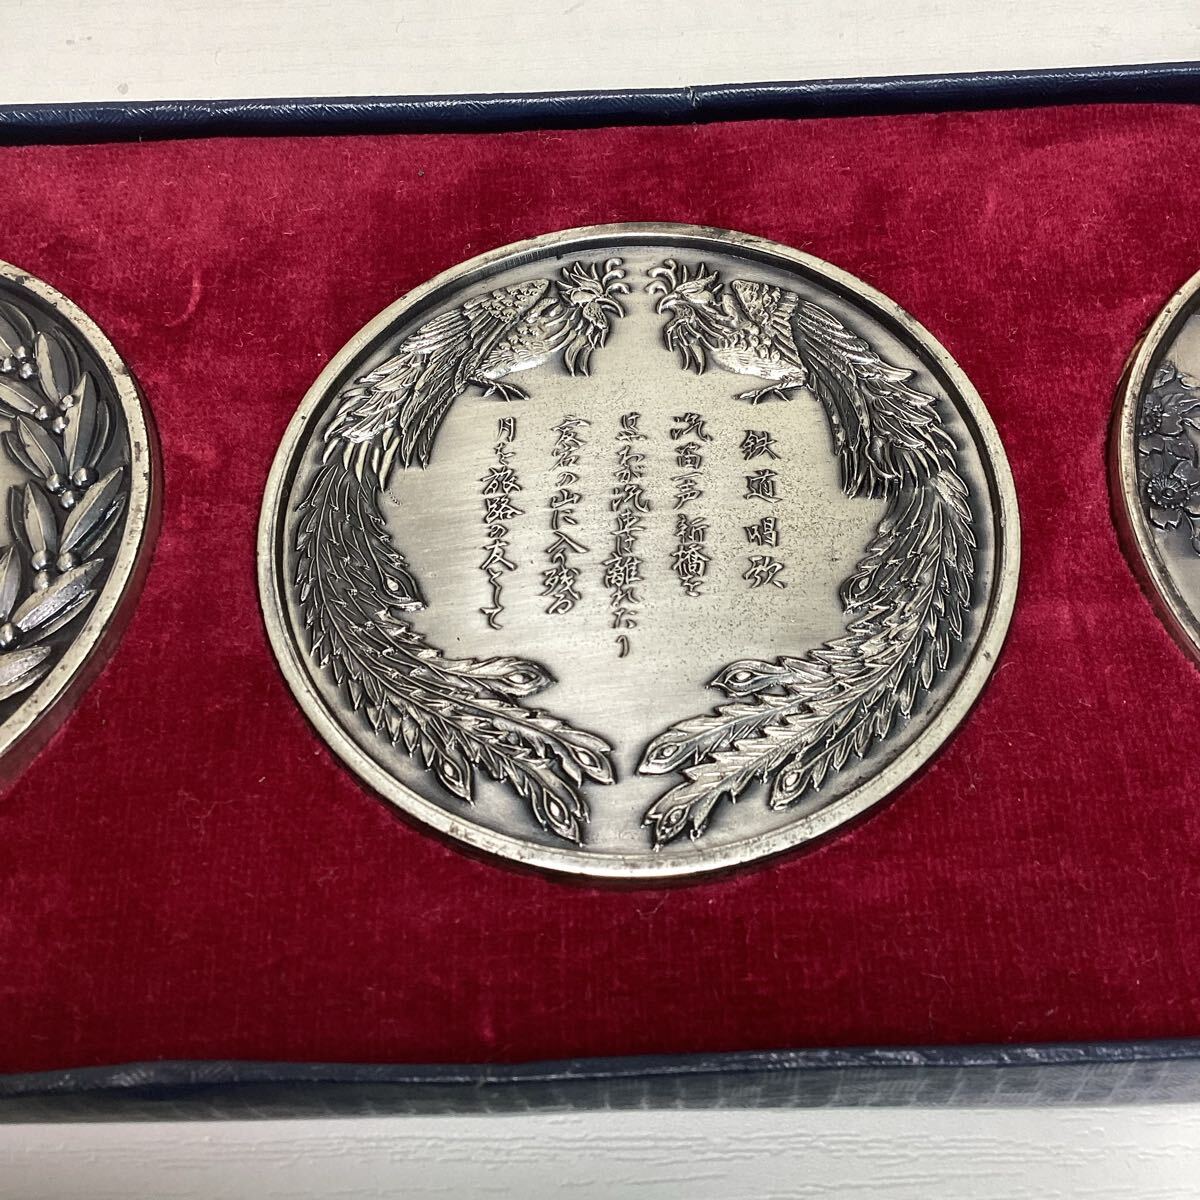 鉄道唱歌
汽笛一声新橋を
はやわが汽車は離れたり
愛宕の山に入り残る
月を旅路の友として